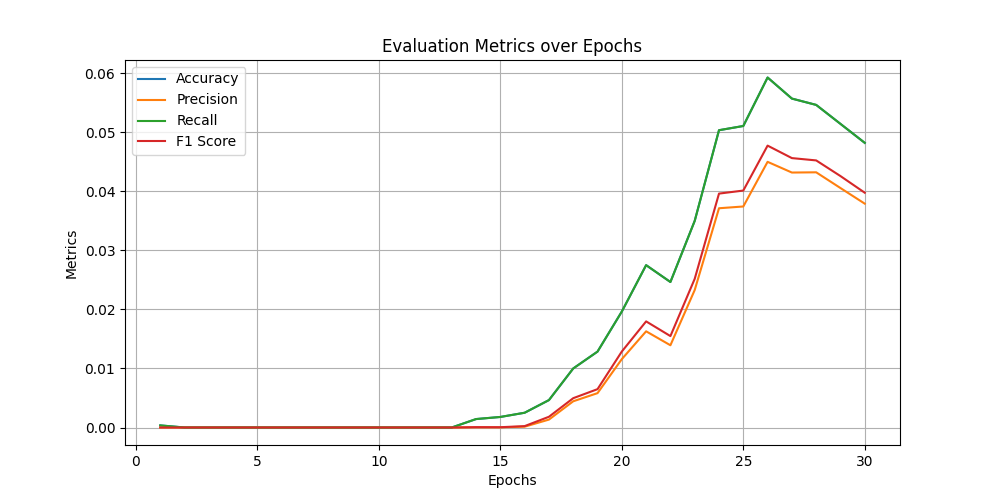 Evaluation Metrics over Epochs
0.06
0.05
0.04
0.03
0.02
0.01
0.00
Metrics
Accuracy
Precision
Recall
F1 Score
0 5 10 15 20 25 30
Epochs